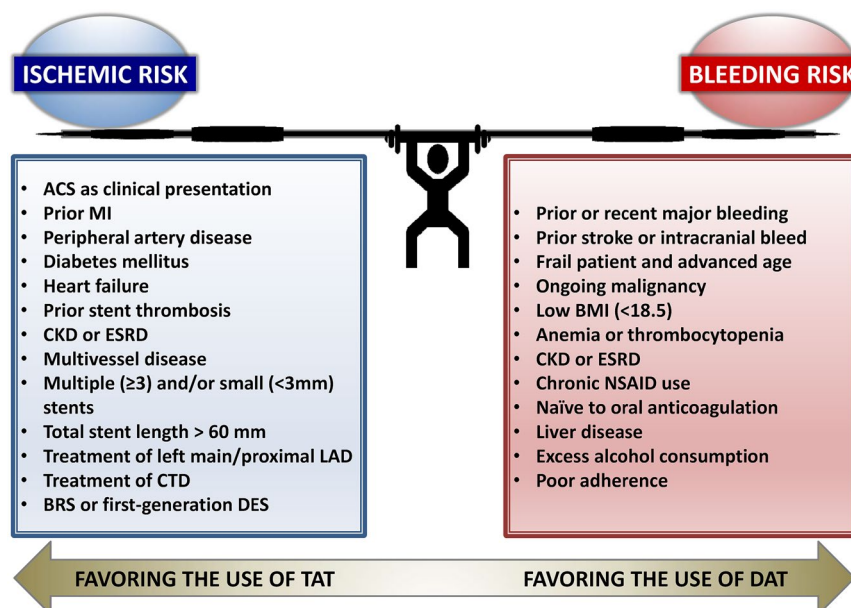 ISCHEMIC RISK
BLEEDING RISK
• ACS as clinical presentation
• Prior MI
• Peripheral artery disease
• Diabetes mellitus
• Heart failure
• Prior stent thrombosis
• CKD or ESRD
• Multivessel disease
• Multiple (≥3) and/or small (<3mm)
stents
• Total stent length > 60 mm
• Treatment of left main/proximal LAD
• Treatment of CTD
• BRS or first-generation DES
• Prior or recent major bleeding
• Prior stroke or intracranial bleed
• Frail patient and advanced age
• Ongoing malignancy
• Low BMI (<18.5)
• Anemia or thrombocytopenia
• CKD or ESRD
• Chronic NSAID use
• Naïve to oral anticoagulation
• Liver disease
• Excess alcohol consumption
• Poor adherence
FAVORING THE USE OF TAT
FAVORING THE USE OF DAT